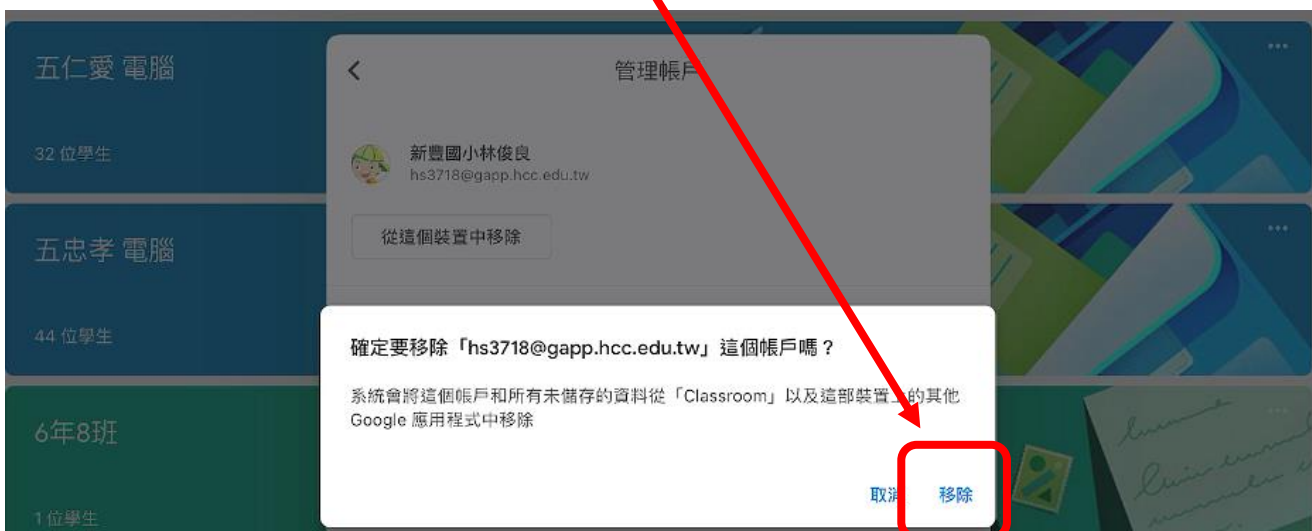 五仁愛 電腦
32 位學生
管理帳戶
新豐國小林俊良
hs3718@gapp.hcc.edu.tw
從這個裝置中移除
五忠孝 電腦
44 位學生
確定要移除「hs3718@gapp.hcc.edu.tw」這個帳戶嗎？
系統會將這個帳戶和所有未儲存的資料從「Classroom」以及這部裝置上的其他
Google 應用程式中移除
取消
移除
6年8班
1 位學生